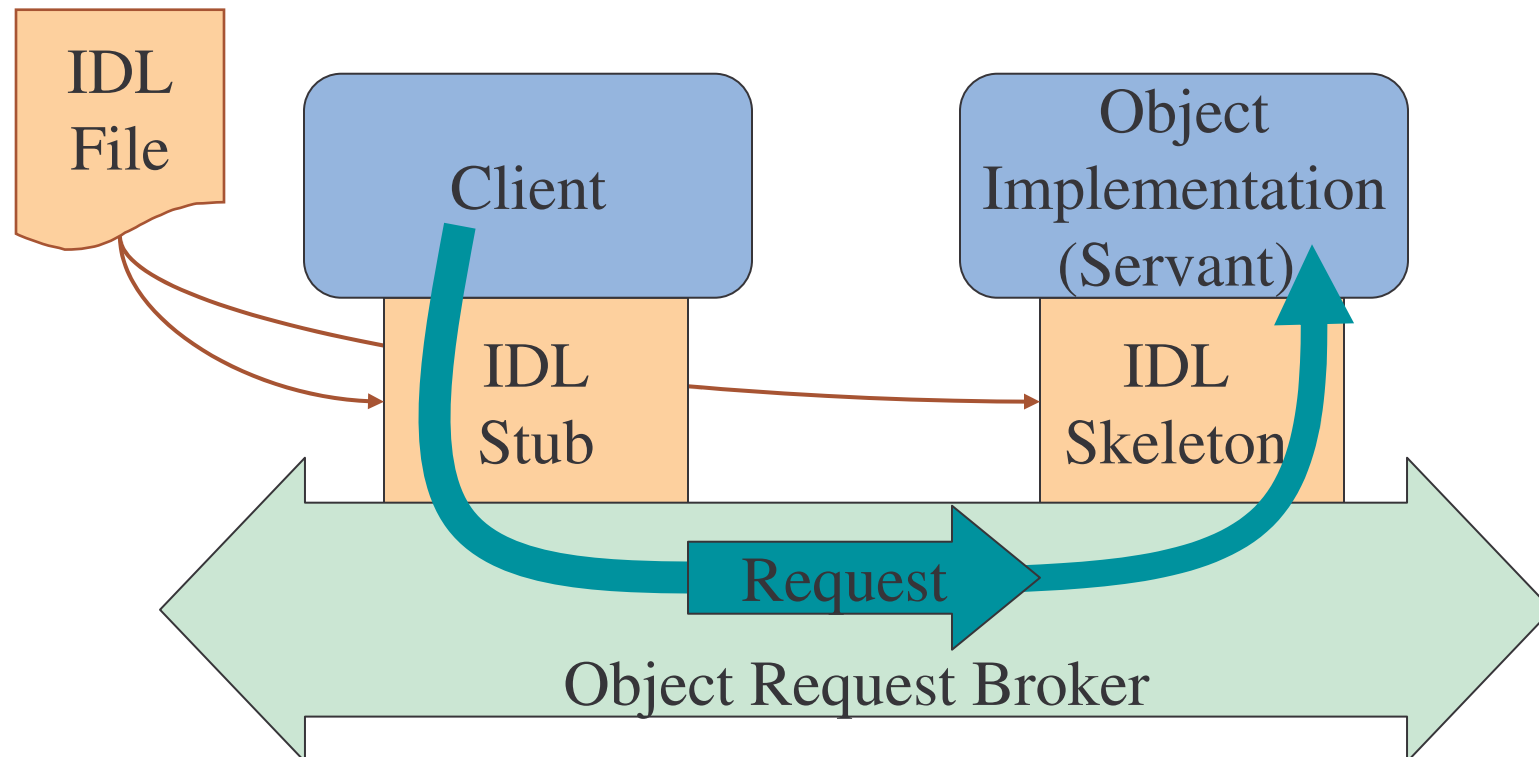 IDL
File
Client
Object
Implementation
(Servant)
IDL
Stub
IDL
Skeleton
Request
Object Request Broker